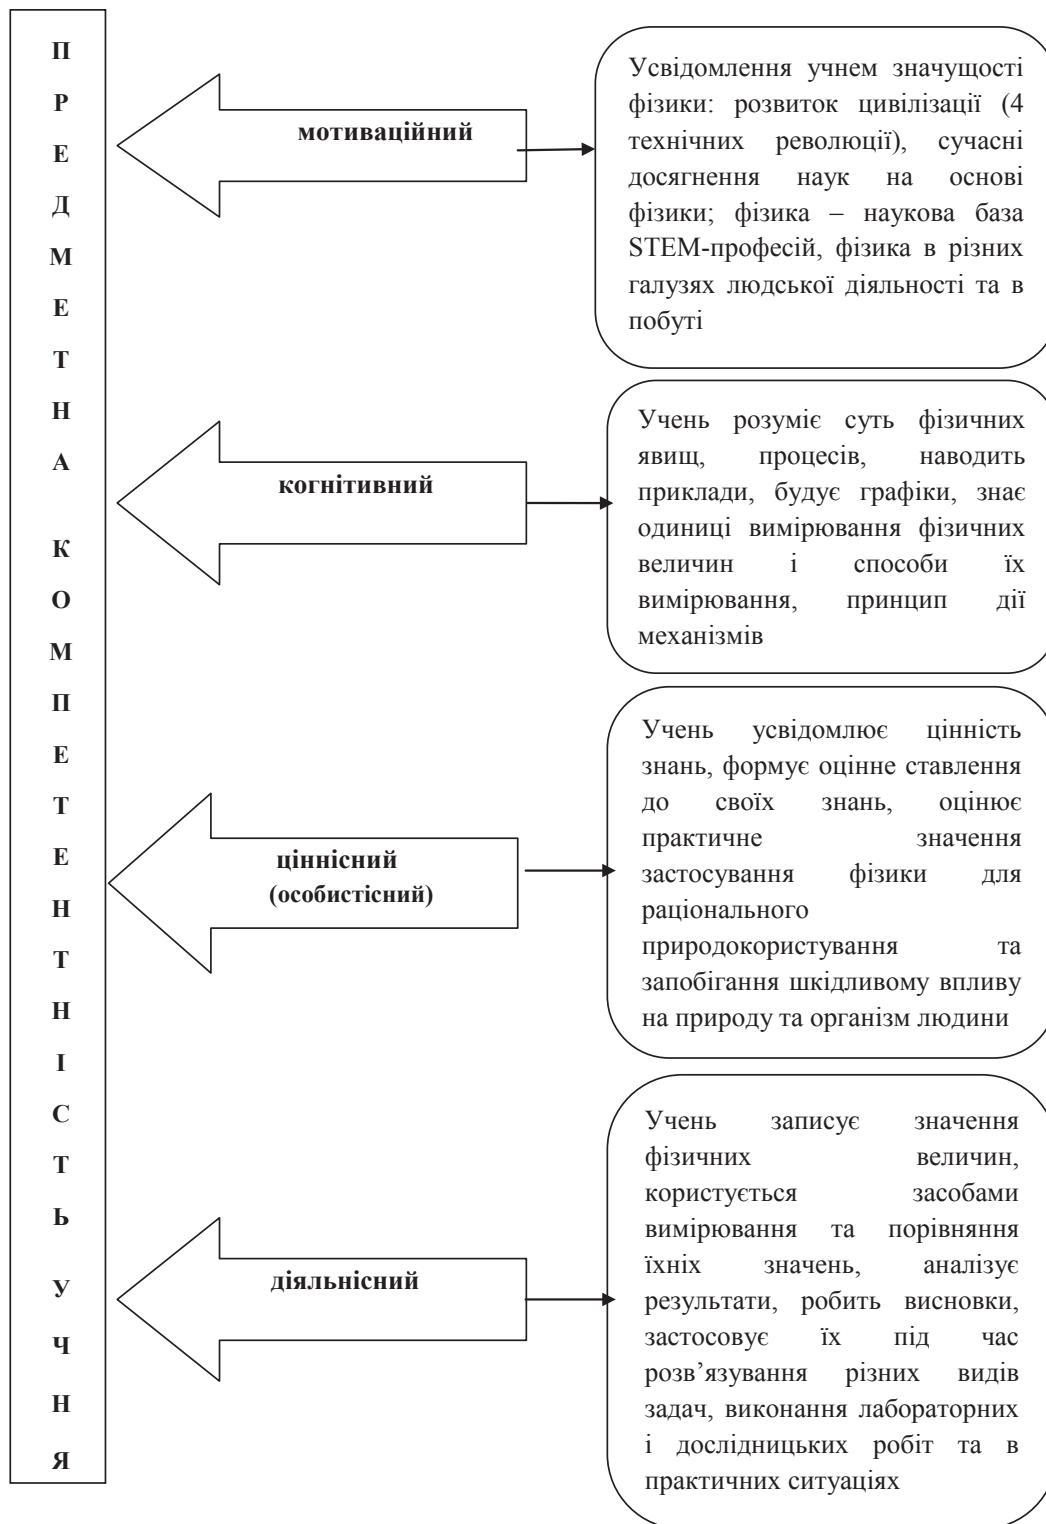 ПРЕДМЕТНА КОМПЕТЕНТНІСТЬ УЧНЯ
мотиваційний
Усвідомлення учнем значущості
фізики: розвиток цивілізації (4
технічних революції), сучасні
досягнення наук на основі
фізики; фізика – наукова база
STEM-професій, фізика в різних
галузях людської діяльності та в
побуті
когнітивний
Учень розуміє суть фізичних
явищ, процесів, наводить
приклади, будує графіки, знає
одиниці вимірювання фізичних
величин і способи їх
вимірювання, принцип дії
механізмів
ціннісний
(особистісний)
Учень усвідомлює цінність
знань, формує оцінне ставлення
до своїх знань, оцінює
практичне значення
застосування фізики для
раціонального
природокористування та
запобігання шкідливому впливу
на природу та організм людини
діяльнісний
Учень записує значення
фізичних величин,
користується засобами
вимірювання та порівняння
їхніх значень, аналізує
результати, робить висновки,
застосовує їх під час
розв’язування різних видів
задач, виконання лабораторних
і дослідницьких робіт та в
практичних ситуаціях